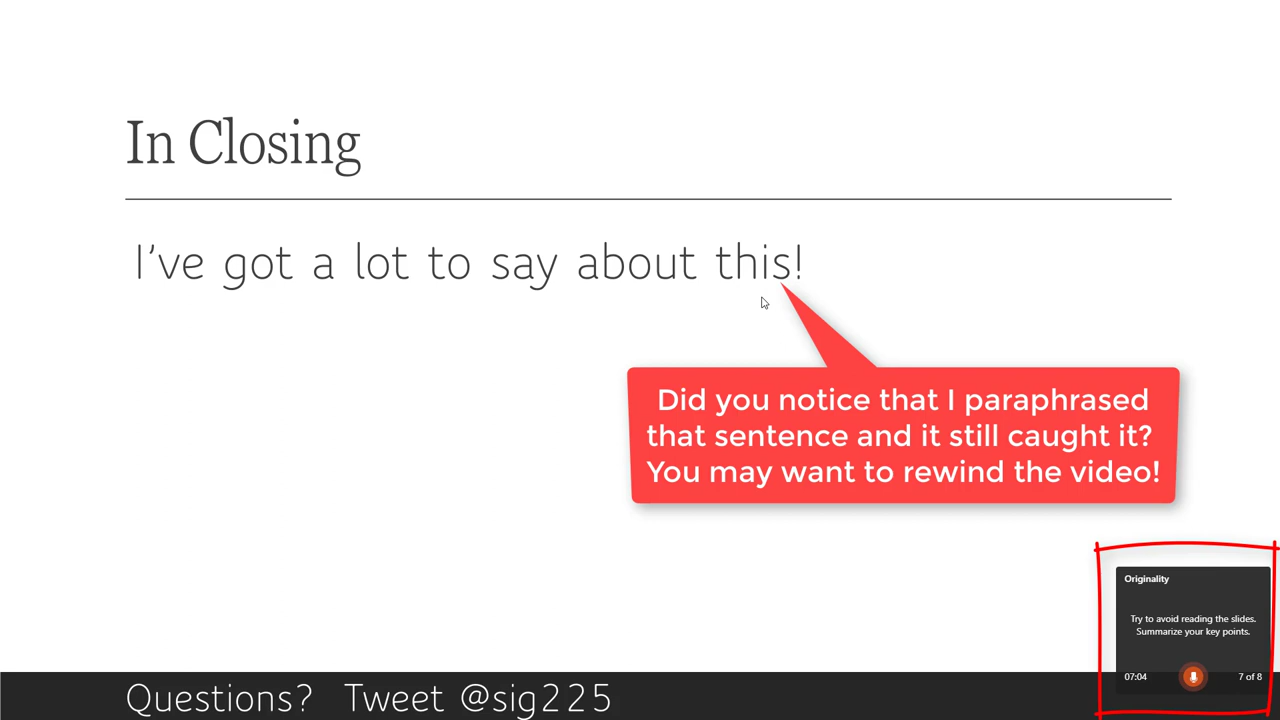 In Closing
I've got a lot to say about this!
Did you notice that I paraphrased
that sentence and it still caught it?
You may want to rewind the video!
Originality
Try to avoid reading the slides.
Summarize your key points.
07:04
7 of 8
Questions? Tweet @sig225